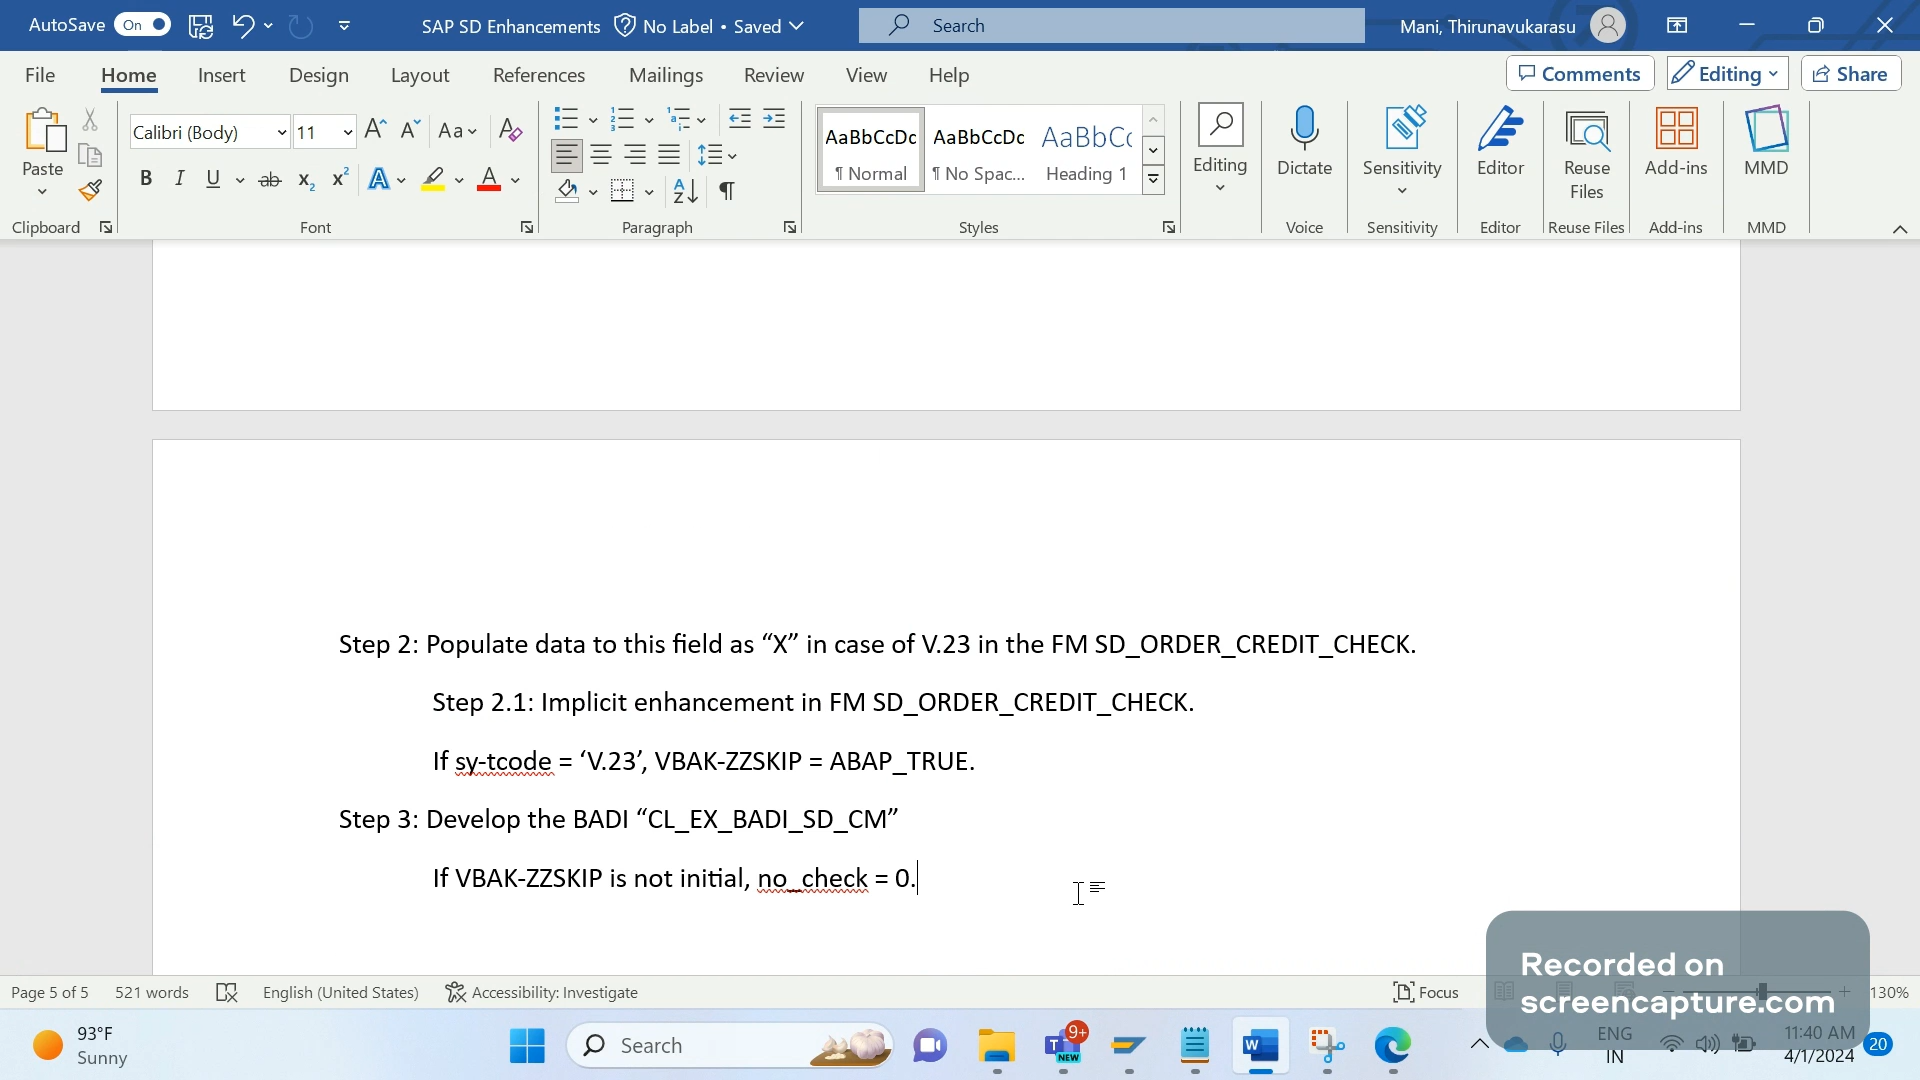 AutoSave On SAP SD Enhancements No Label • Saved Search Mani, Thirunavukarasu
File Home Insert Design Layout References Mailings Review View Help Comments Editing Share
Paste Calibri (Body) 11 Aa AaBbCcDc AaBbCcDc AaBbCc
¶ Normal ¶ No Spac... Heading 1
Editing Dictate Sensitivity Editor Reuse Files Add-ins MMD
Clipboard Font Paragraph Styles Voice Sensitivity Editor Reuse Files Add-ins MMD
Step 2: Populate data to this field as “X” in case of V.23 in the FM SD_ORDER_CREDIT_CHECK.
Step 2.1: Implicit enhancement in FM SD_ORDER_CREDIT_CHECK.
If sy-tcode = ‘V.23’, VBAK-ZZSKIP = ABAP_TRUE.
Step 3: Develop the BADI “CL_EX_BADI_SD_CM”
If VBAK-ZZSKIP is not initial, no_check = 0.
Recorded on
screencapture.com
Page 5 of 5 521 words English (United States) Accessibility: Investigate Focus 130%
93°F
Sunny
Search
9+
NEW
ENG
IN
11:40 AM
4/1/2024
20